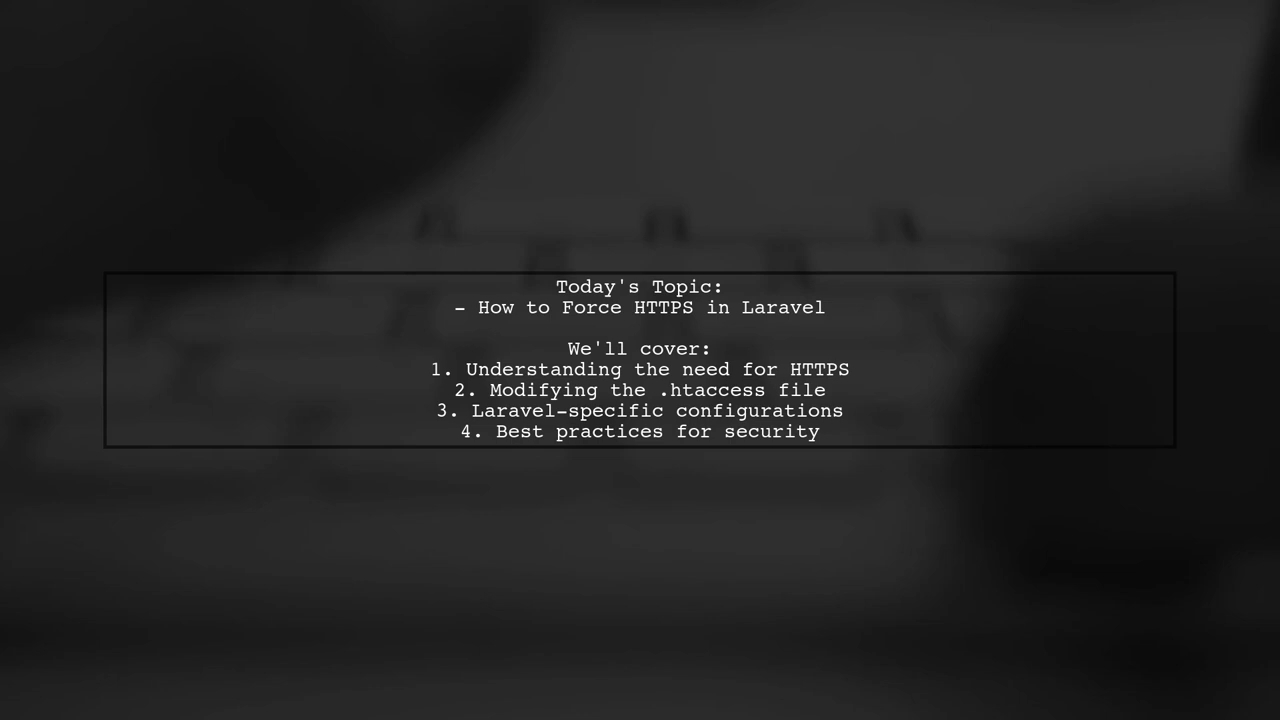 Today's Topic:
- How to Force HTTPS in Laravel
We'll cover:
1. Understanding the need for HTTPS
2. Modifying the .htaccess file
3. Laravel-specific configurations
4. Best practices for security